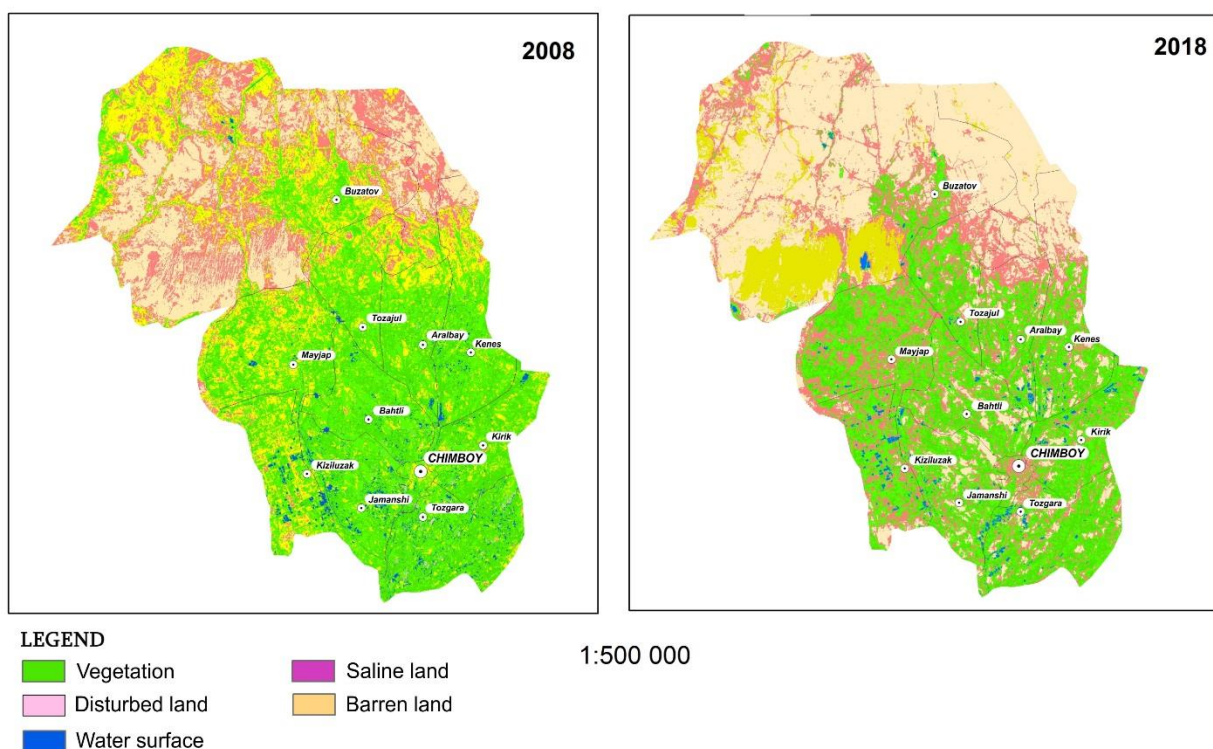 2008
Buzatov
Tozajul
Aralbay
Kenes
Mayjap
Bahtli
Kirik
CHIMBOY
Kiziluzak
Jamanshi
Tozgara
2018
Buzatov
Tozajul
Aralbay
Kenes
Mayjap
Bahtli
Kirik
CHIMBOY
Kiziluzak
Jamanshi
Tozgara
LEGEND
Vegetation
Disturbed land
Water surface
Saline land
Barren land
1:500 000